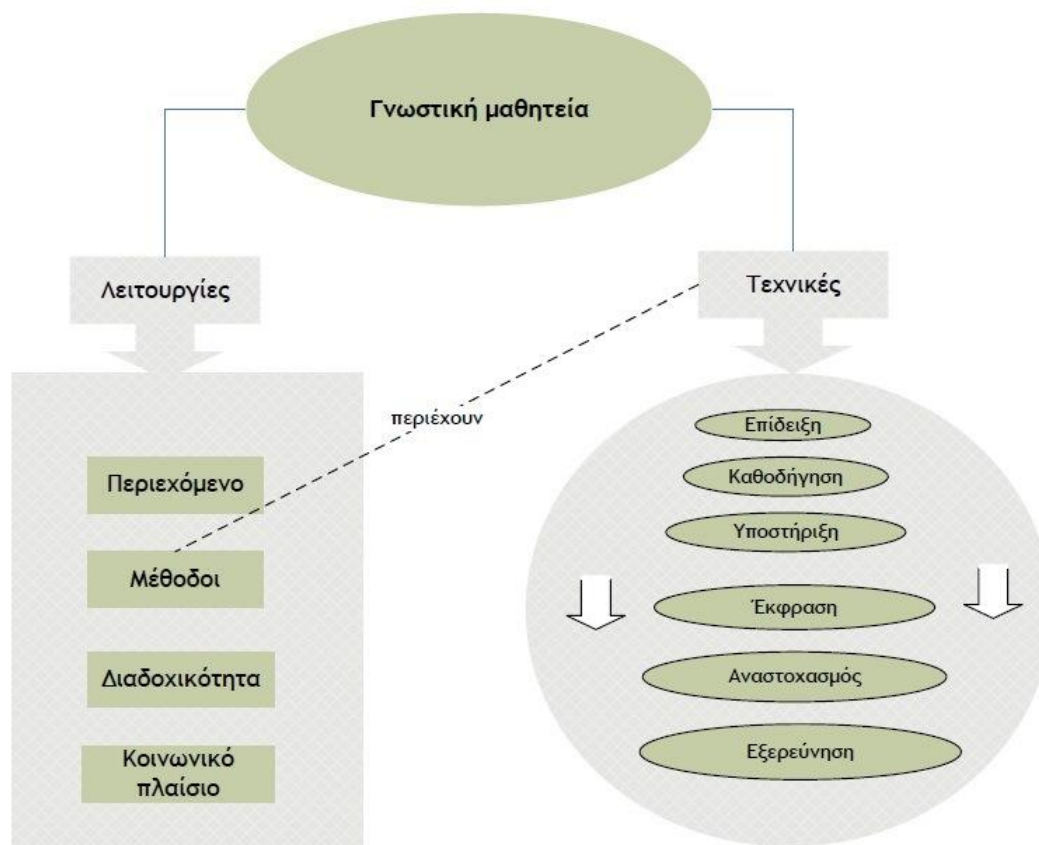 Γνωστική μαθητεία
Λειτουργίες
Τεχνικές
περιέχουν
Περιεχόμενο
Μέθοδοι
Διαδοχικότητα
Κοινωνικό
πλαίσιο
Επίδειξη
Καθοδήγηση
Υποστήριξη
Έκφραση
Αναστοχασμός
Εξερεύνηση